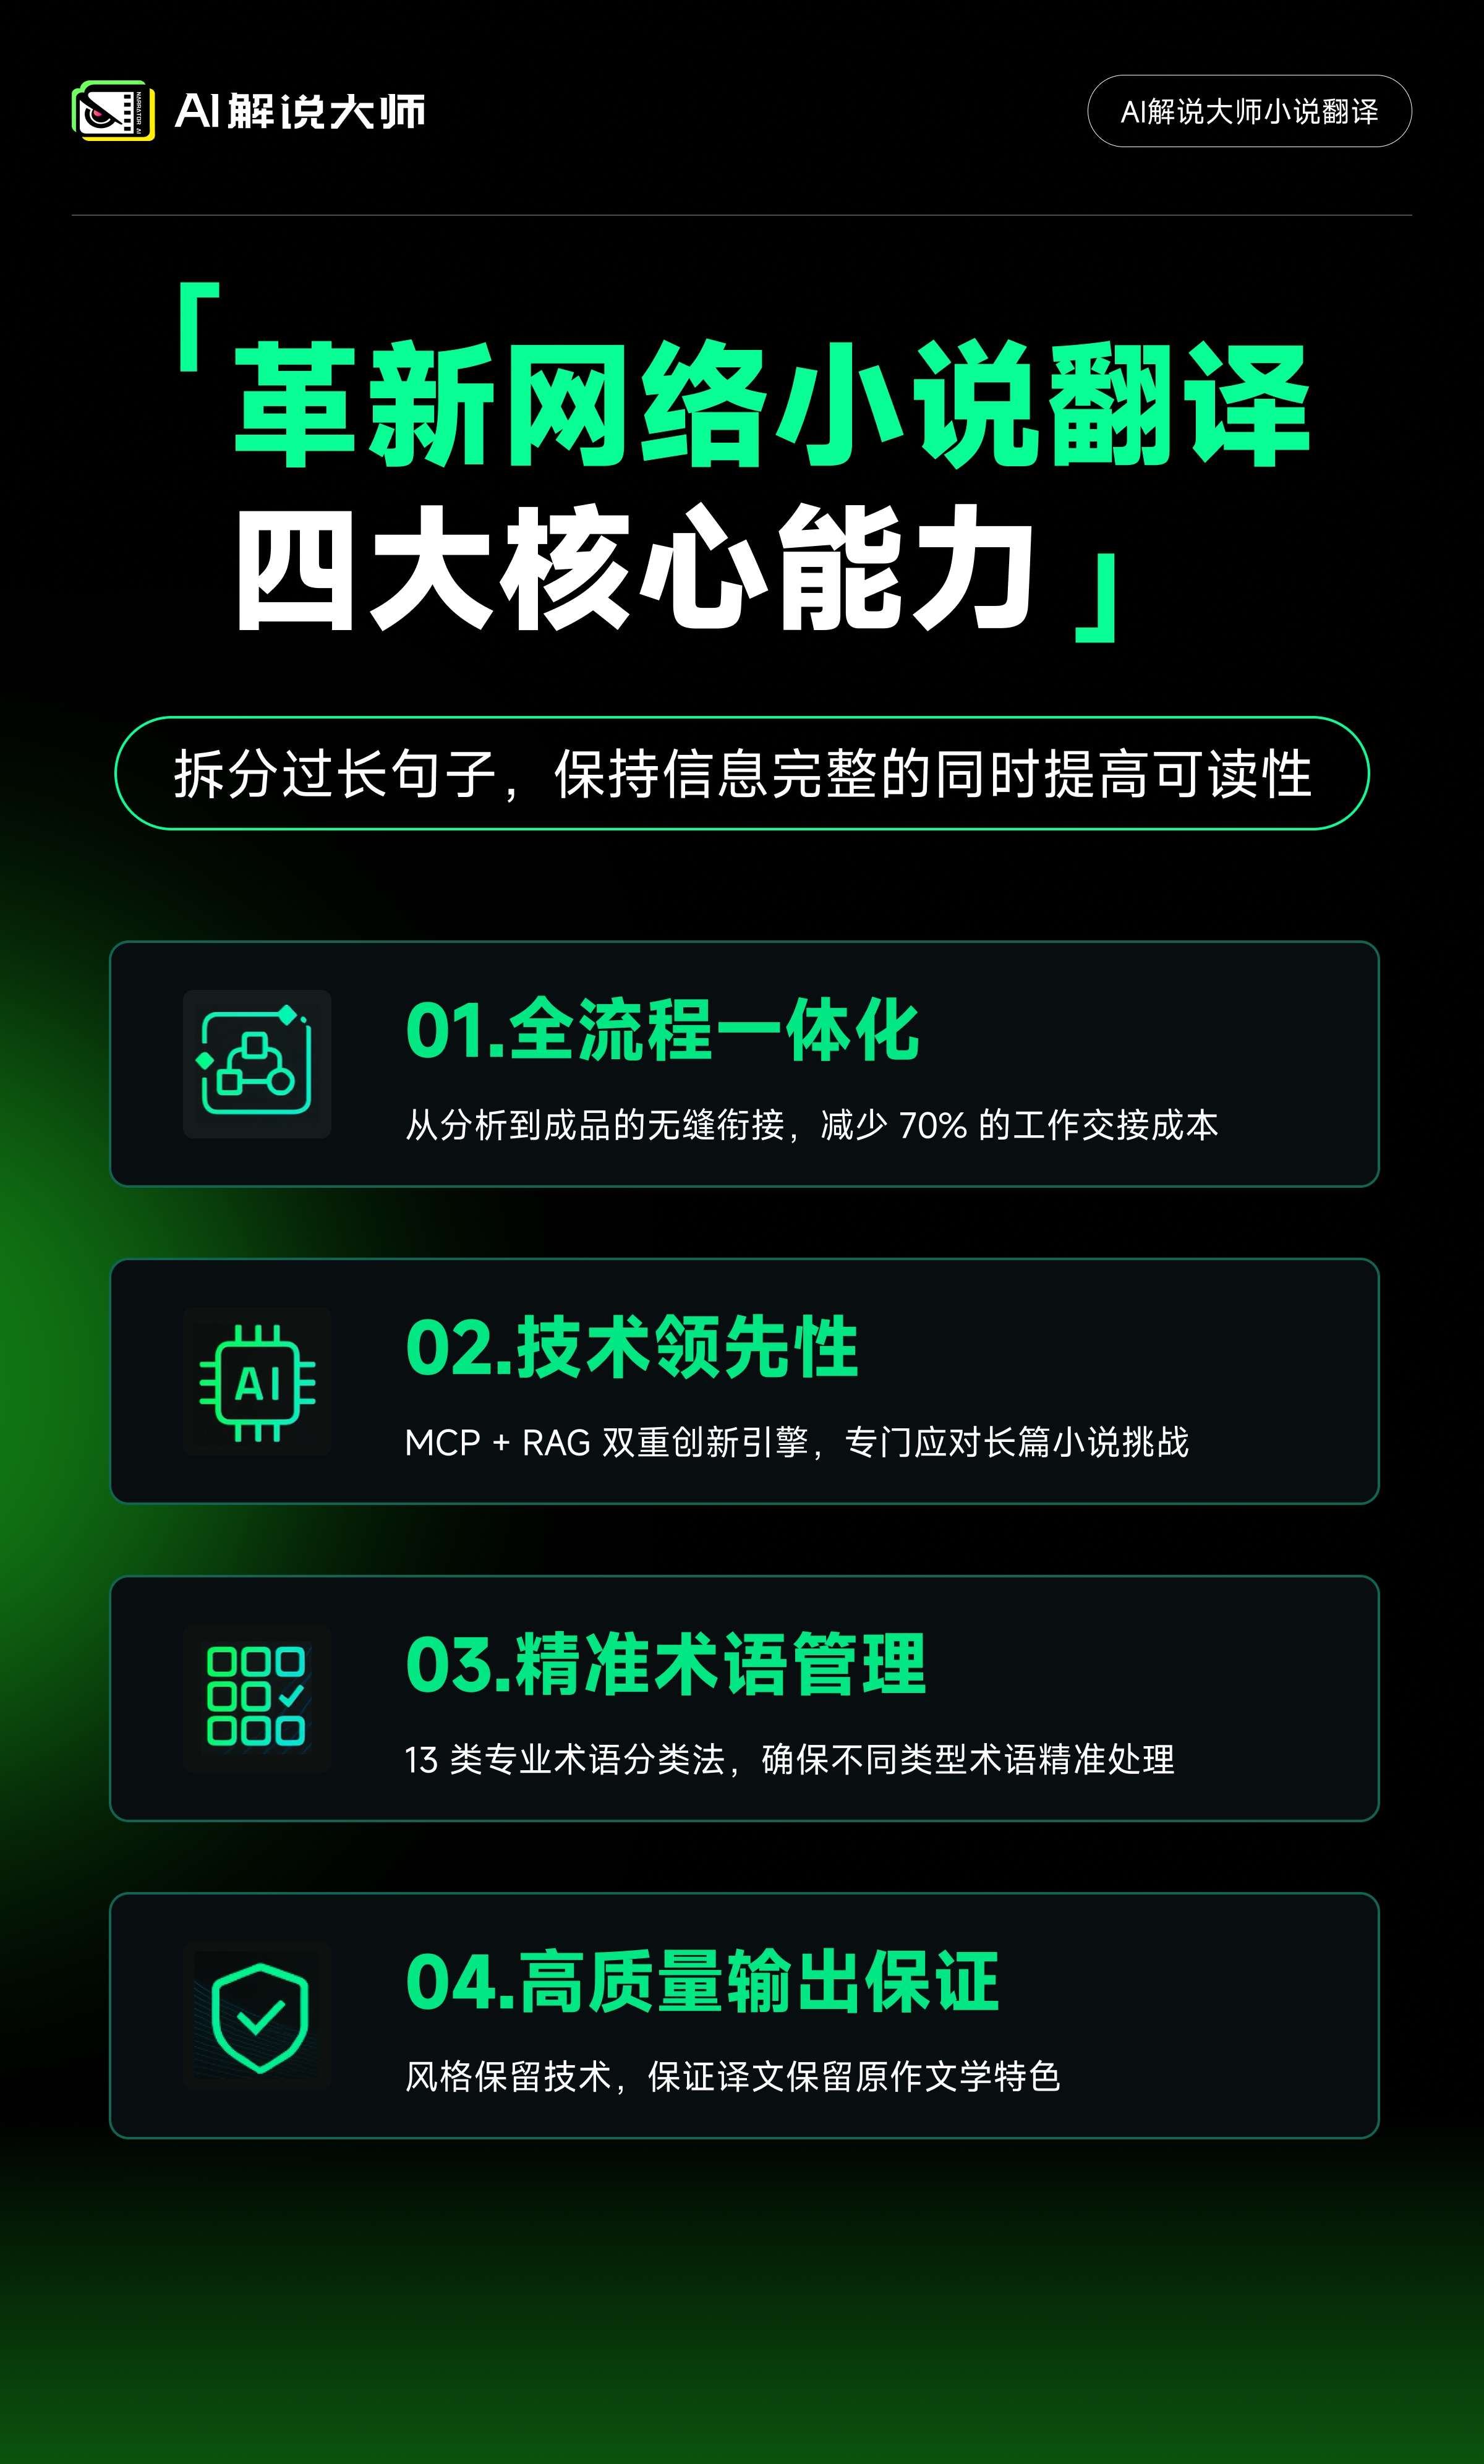 NARRATOR AI
AI解说大师
AI解说大师小说翻译
「革新网络小说翻译
四大核心能力」
拆分过长句子，保持信息完整的同时提高可读性
01.全流程一体化
从分析到成品的无缝衔接，减少 70% 的工作交接成本
AI
02.技术领先性
MCP + RAG 双重创新引擎，专门应对长篇小说挑战
03.精准术语管理
13 类专业术语分类法，确保不同类型术语精准处理
04.高质量输出保证
风格保留技术，保证译文保留原作文学特色